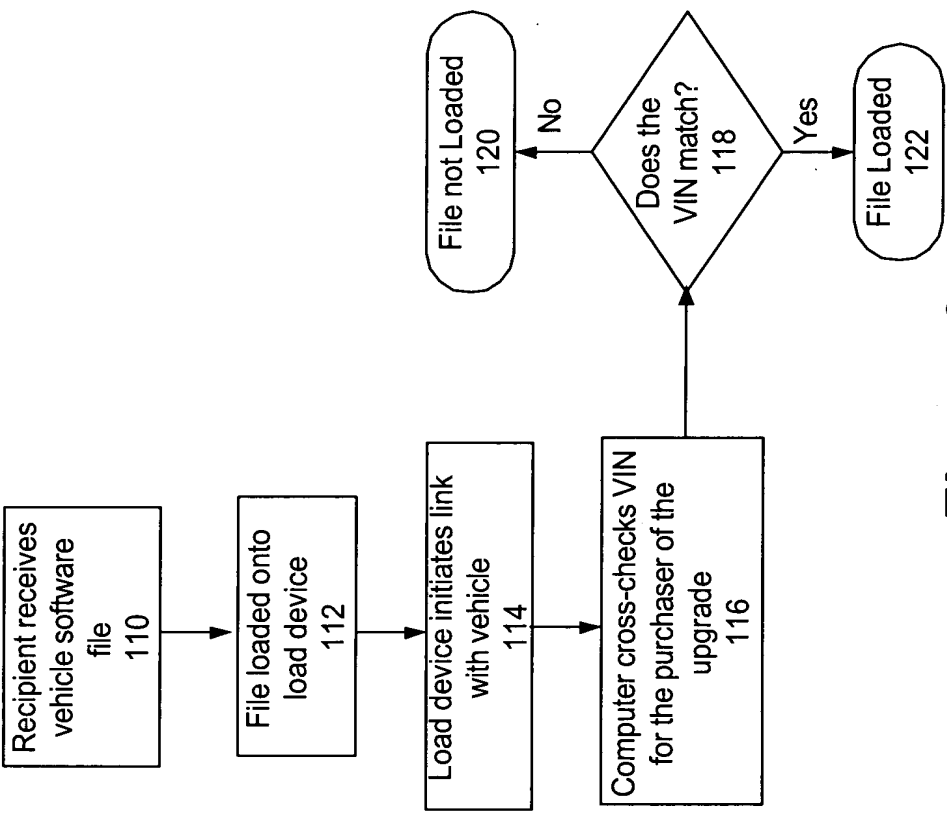 Recipient receives
vehicle software
file
110
File loaded onto
load device
112
Load device initiates link
with vehicle
114
Computer cross-checks VIN
for the purchaser of the
upgrade
116
Does the
VIN match?
118
No
File not Loaded
120
Yes
File Loaded
122